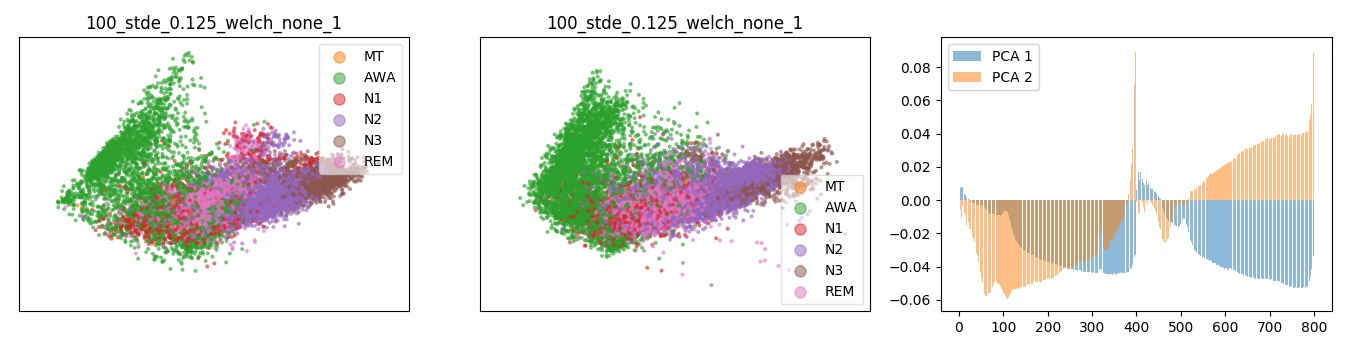 100_stde_0.125_welch_none_1
MT
AWA
N1
N2
N3
REM
100_stde_0.125_welch_none_1
MT
AWA
N1
N2
N3
REM
PCA 1
PCA 2
0.08
0.06
0.04
0.02
0.00
−0.02
−0.04
−0.06
0 100 200 300 400 500 600 700 800